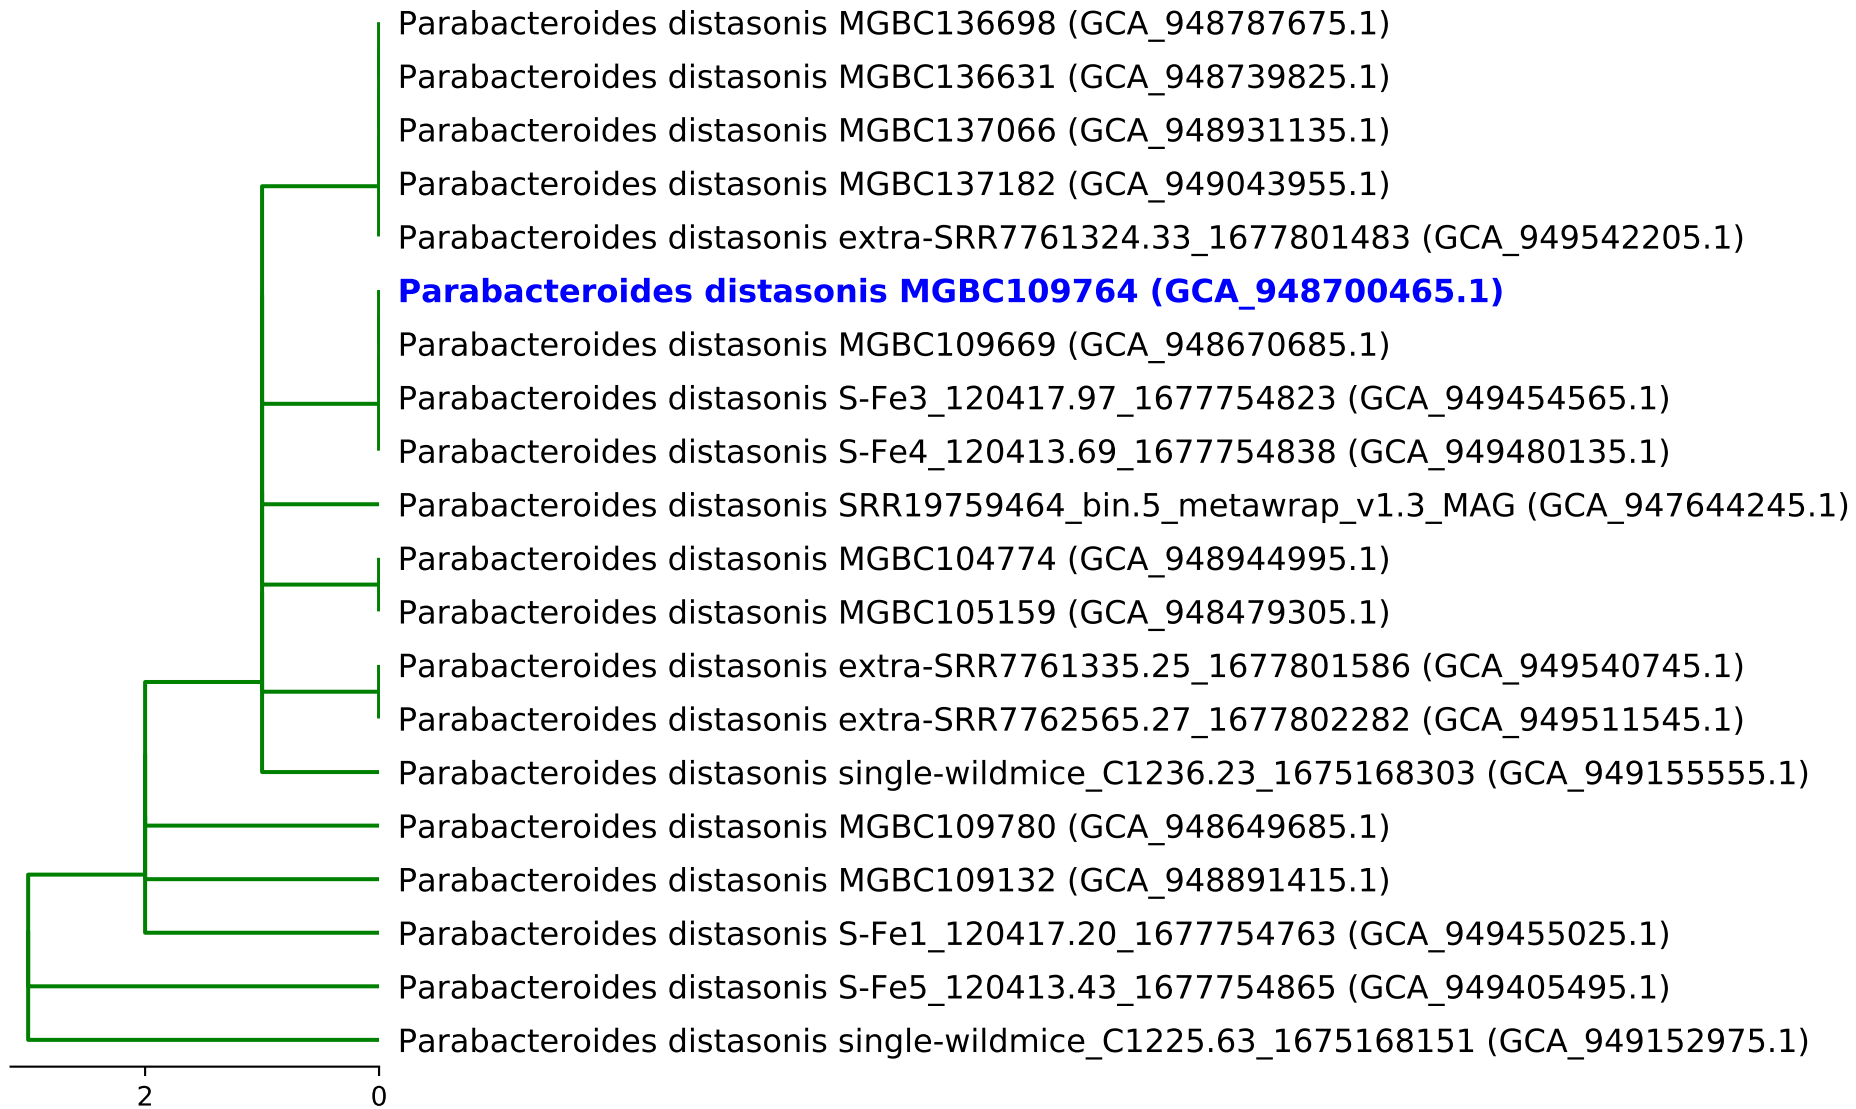 Parabacteroides distasonis MGBC136698 (GCA_948787675.1)
Parabacteroides distasonis MGBC136631 (GCA_948739825.1)
Parabacteroides distasonis MGBC137066 (GCA_948931135.1)
Parabacteroides distasonis MGBC137182 (GCA_949043955.1)
Parabacteroides distasonis extra-SRR7761324.33_1677801483 (GCA_949542205.1)
Parabacteroides distasonis MGBC109764 (GCA_948700465.1)
Parabacteroides distasonis MGBC109669 (GCA_948670685.1)
Parabacteroides distasonis S-Fe3_120417.97_1677754823 (GCA_949454565.1)
Parabacteroides distasonis S-Fe4_120413.69_1677754838 (GCA_949480135.1)
Parabacteroides distasonis SRR19759464_bin.5_metawrap_v1.3_MAG (GCA_947644245.1)
Parabacteroides distasonis MGBC104774 (GCA_948944995.1)
Parabacteroides distasonis MGBC105159 (GCA_948479305.1)
Parabacteroides distasonis extra-SRR7761335.25_1677801586 (GCA_949540745.1)
Parabacteroides distasonis extra-SRR7762565.27_1677802282 (GCA_949511545.1)
Parabacteroides distasonis single-wildmice_C1236.23_1675168303 (GCA_949155555.1)
Parabacteroides distasonis MGBC109780 (GCA_948649685.1)
Parabacteroides distasonis MGBC109132 (GCA_948891415.1)
Parabacteroides distasonis S-Fe1_120417.20_1677754763 (GCA_949455025.1)
Parabacteroides distasonis S-Fe5_120413.43_1677754865 (GCA_949405495.1)
Parabacteroides distasonis single-wildmice_C1225.63_1675168151 (GCA_949152975.1)
2 0